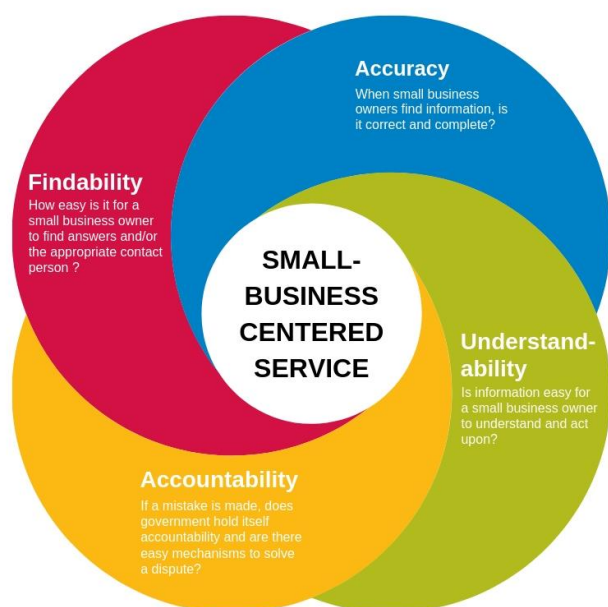 Accuracy
When small business
owners find information, is
it correct and complete?
Findability
How easy is it for a
small business owner
to find answers and/or
the appropriate contact
person ?
SMALL-
BUSINESS
CENTERED
SERVICE
Understand-
ability
Is information easy for
a small business owner
to understand and act
upon?
Accountability
If a mistake is made, does
government hold itself
accountability and are there
easy mechanisms to solve
a dispute?